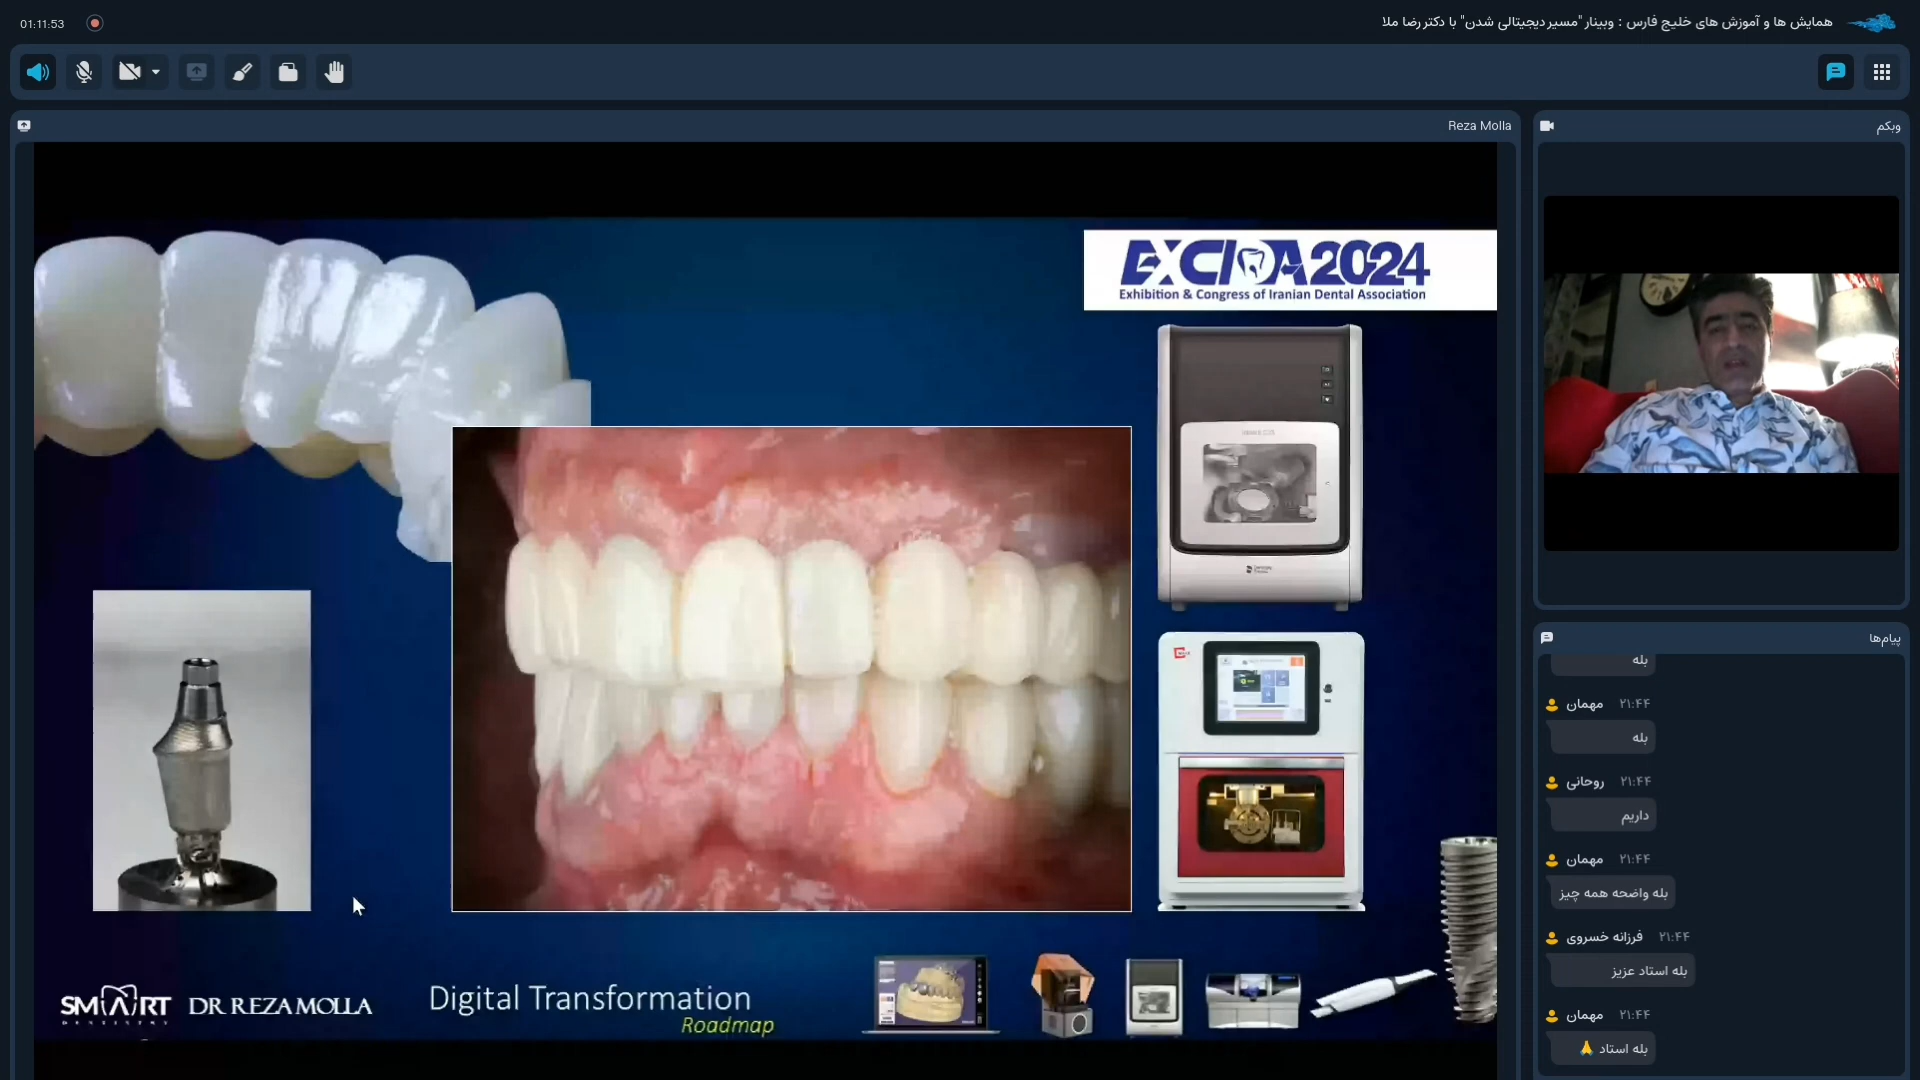 01:11:53
همایش ها و آموزش های خلیج فارس : وبینار "مسیر دیجیتالی شدن" با دکتر رضا ملا
Reza Molla
وبکم
EXCIDA2024
Exhibition & Congress of Iranian Dental Association
SMART
DENTISTRY
DR REZA MOLLA
Digital Transformation
Roadmap
پیام‌ها
بله
مهمان ۲۱:۴۴
بله
روحانی ۲۱:۴۴
داریم
مهمان ۲۱:۴۴
بله واضحه همه چیز
فرزانه خسروی ۲۱:۴۴
بله استاد عزیز
مهمان ۲۱:۴۴
بله استاد 🙏